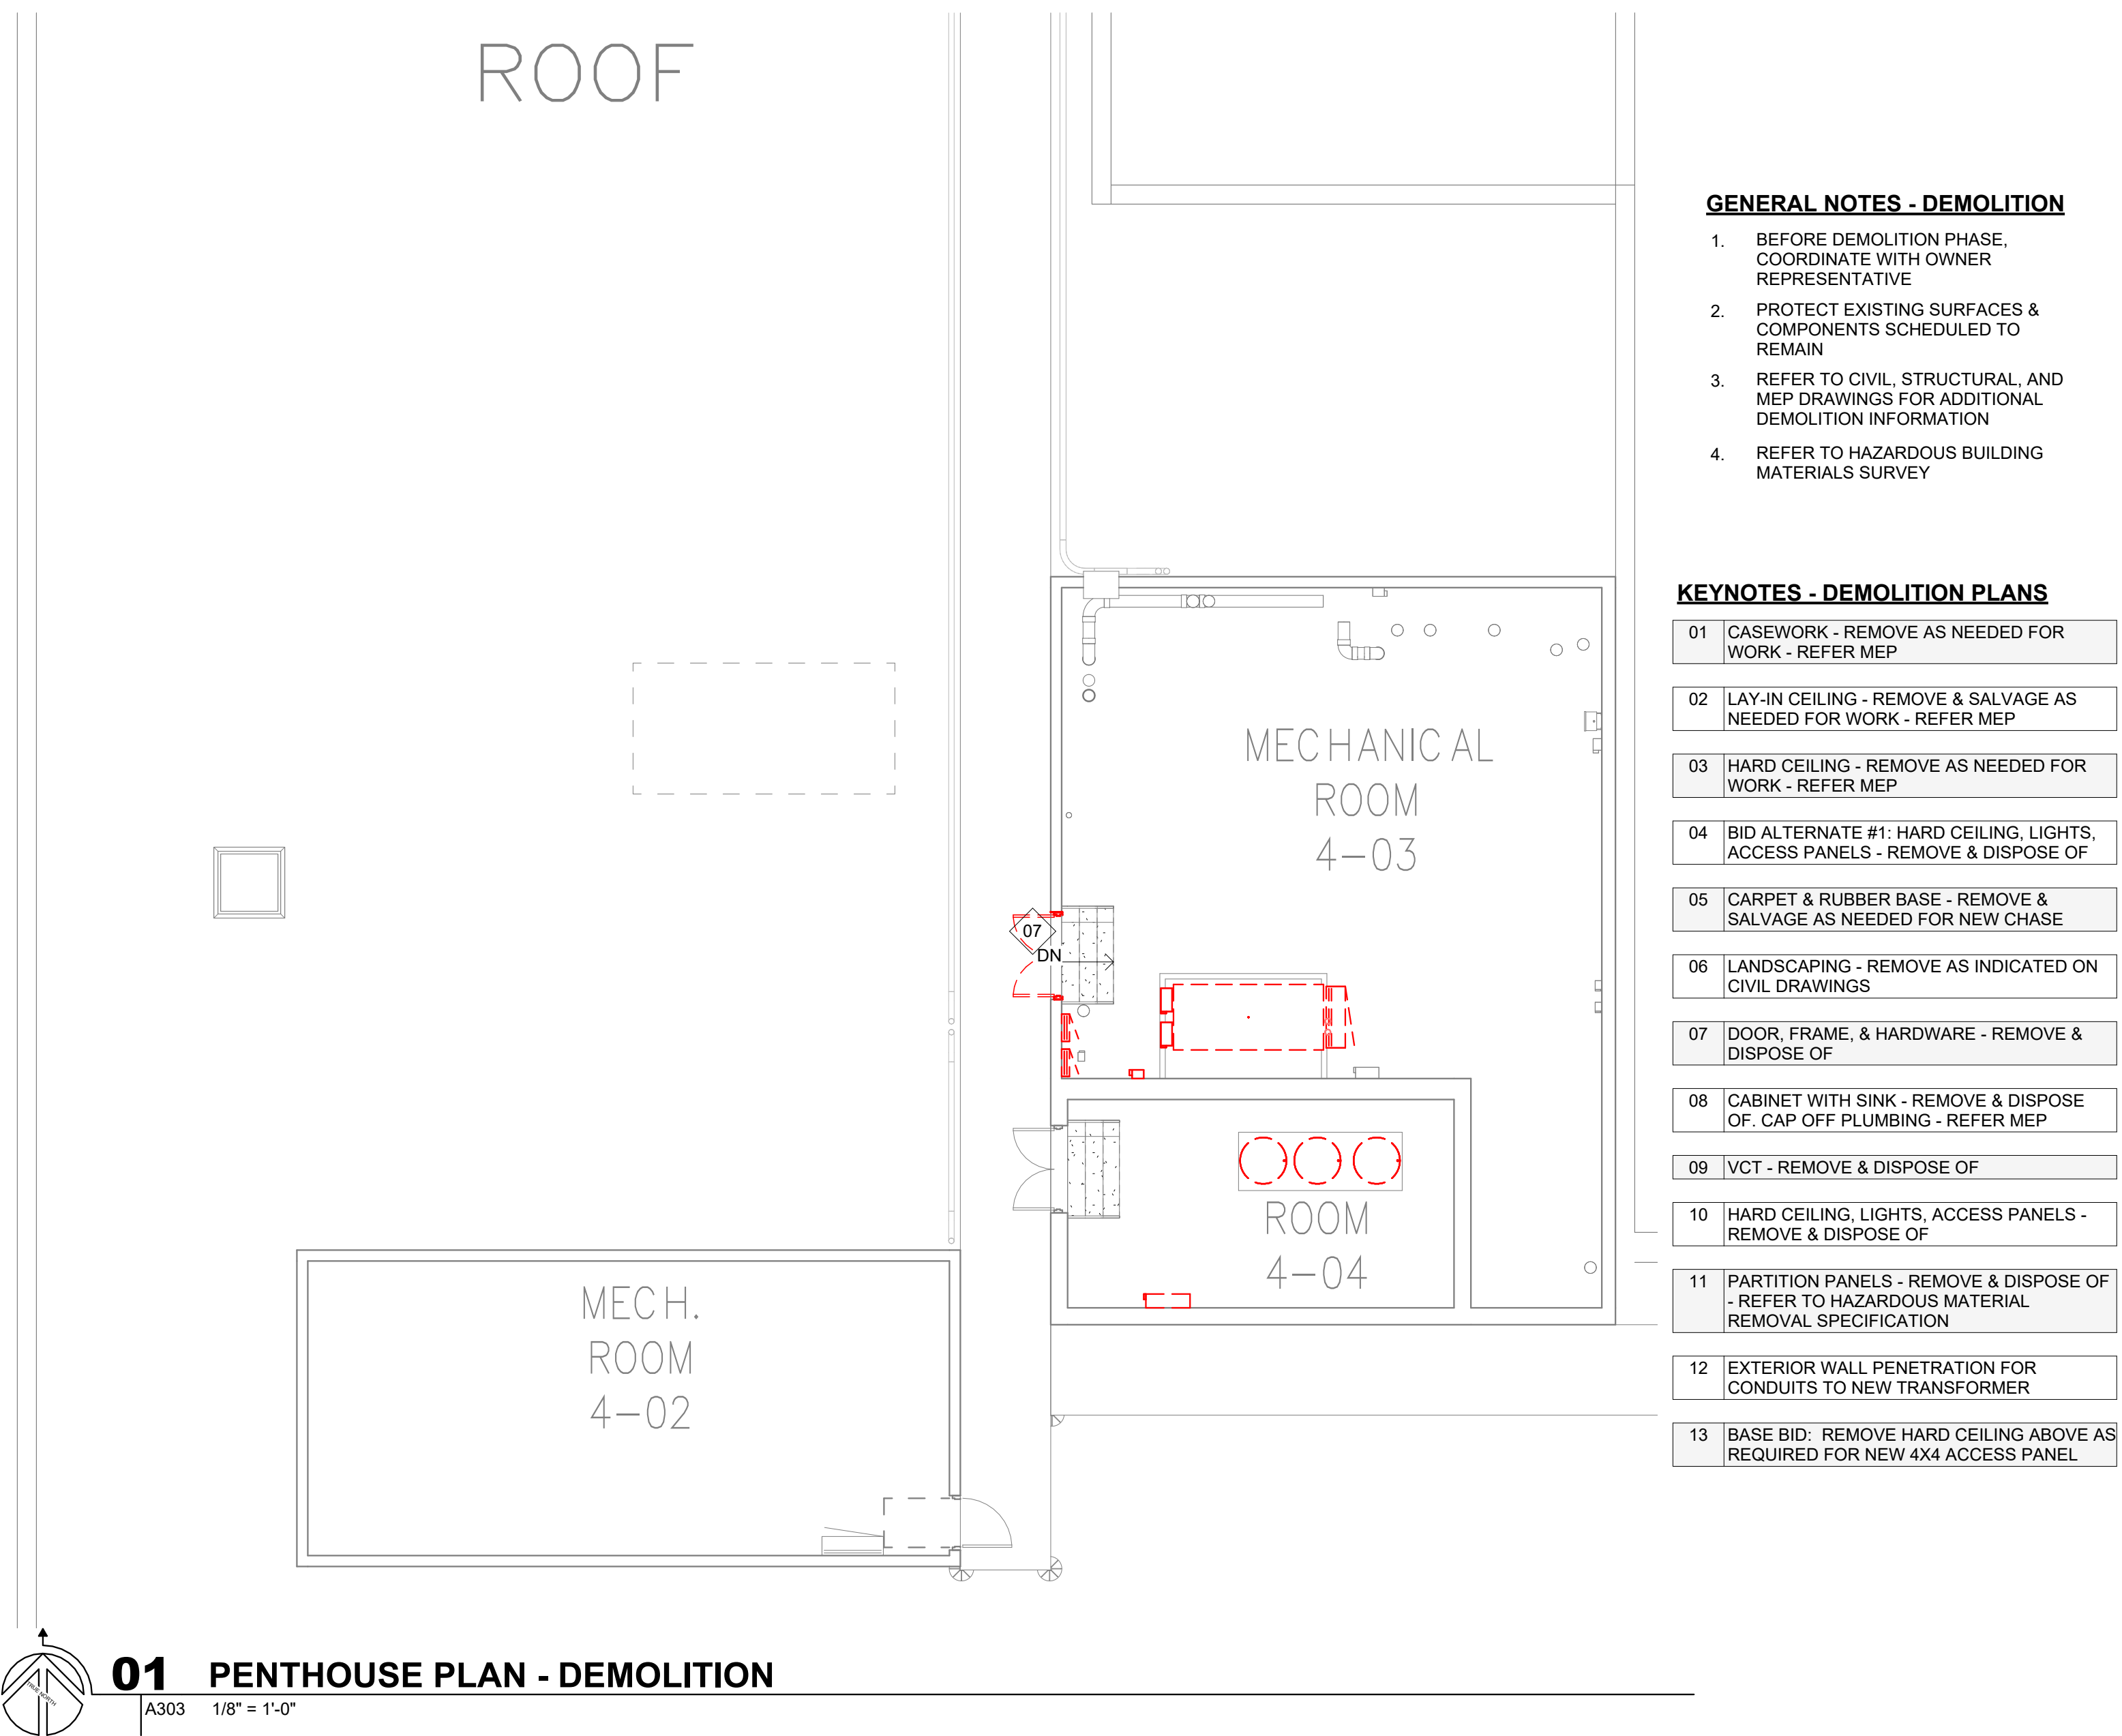 ROOF
GENERAL NOTES - DEMOLITION
1. BEFORE DEMOLITION PHASE,
COORDINATE WITH OWNER
REPRESENTATIVE
2. PROTECT EXISTING SURFACES &
COMPONENTS SCHEDULED TO
REMAIN
3. REFER TO CIVIL, STRUCTURAL, AND
MEP DRAWINGS FOR ADDITIONAL
DEMOLITION INFORMATION
4. REFER TO HAZARDOUS BUILDING
MATERIALS SURVEY
KEYNOTES - DEMOLITION PLANS
01 CASEWORK - REMOVE AS NEEDED FOR
WORK - REFER MEP
02 LAY-IN CEILING - REMOVE & SALVAGE AS
NEEDED FOR WORK - REFER MEP
03 HARD CEILING - REMOVE AS NEEDED FOR
WORK - REFER MEP
04 BID ALTERNATE #1: HARD CEILING, LIGHTS,
ACCESS PANELS - REMOVE & DISPOSE OF
05 CARPET & RUBBER BASE - REMOVE &
SALVAGE AS NEEDED FOR NEW CHASE
06 LANDSCAPING - REMOVE AS INDICATED ON
CIVIL DRAWINGS
07 DOOR, FRAME, & HARDWARE - REMOVE &
DISPOSE OF
08 CABINET WITH SINK - REMOVE & DISPOSE
OF. CAP OFF PLUMBING - REFER MEP
09 VCT - REMOVE & DISPOSE OF
10 HARD CEILING, LIGHTS, ACCESS PANELS -
REMOVE & DISPOSE OF
11 PARTITION PANELS - REMOVE & DISPOSE OF
- REFER TO HAZARDOUS MATERIAL
REMOVAL SPECIFICATION
12 EXTERIOR WALL PENETRATION FOR
CONDUITS TO NEW TRANSFORMER
13 BASE BID: REMOVE HARD CEILING ABOVE AS
REQUIRED FOR NEW 4X4 ACCESS PANEL
MECHANICAL
ROOM
4-03
07
DN
ROOM
4-04
MECH.
ROOM
4-02
TRUE NORTH
01 PENTHOUSE PLAN - DEMOLITION
A303 1/8" = 1'-0"